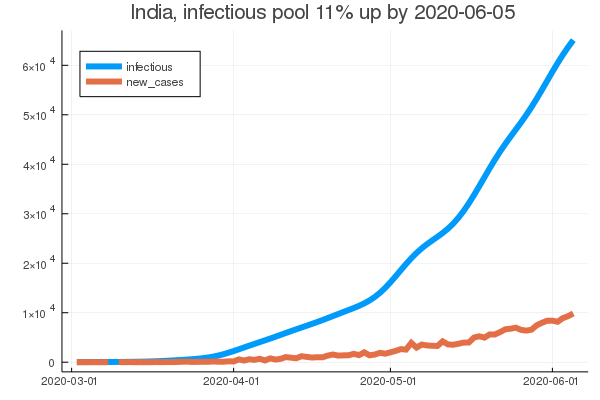 India, infectious pool 11% up by 2020-06-05
infectious
new_cases
6×10 4
5×10 4
4×10 4
3×10 4
2×10 4
1×10 4
0
2020-03-01 2020-04-01 2020-05-01 2020-06-01